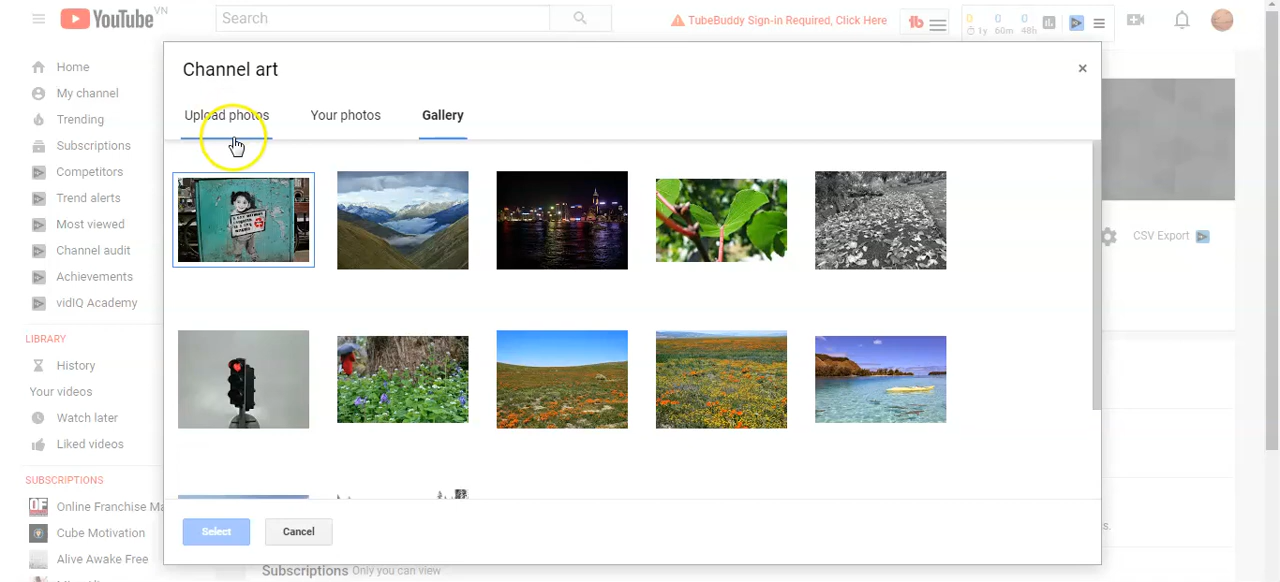 YouTube VN
Search
TubeBuddy Sign-in Required, Click Here
tb
0 0 0
1y 60m 48h
Channel art
×
Upload photos Your photos Gallery
Home
My channel
Trending
Subscriptions
Competitors
Trend alerts
Most viewed
Channel audit
Achievements
vidIQ Academy
LIBRARY
History
Your videos
Watch later
Liked videos
SUBSCRIPTIONS
Online Franchise Ma
Cube Motivation
Alive Awake Free
CSV Export
Select Cancel
Subscriptions Only you can view